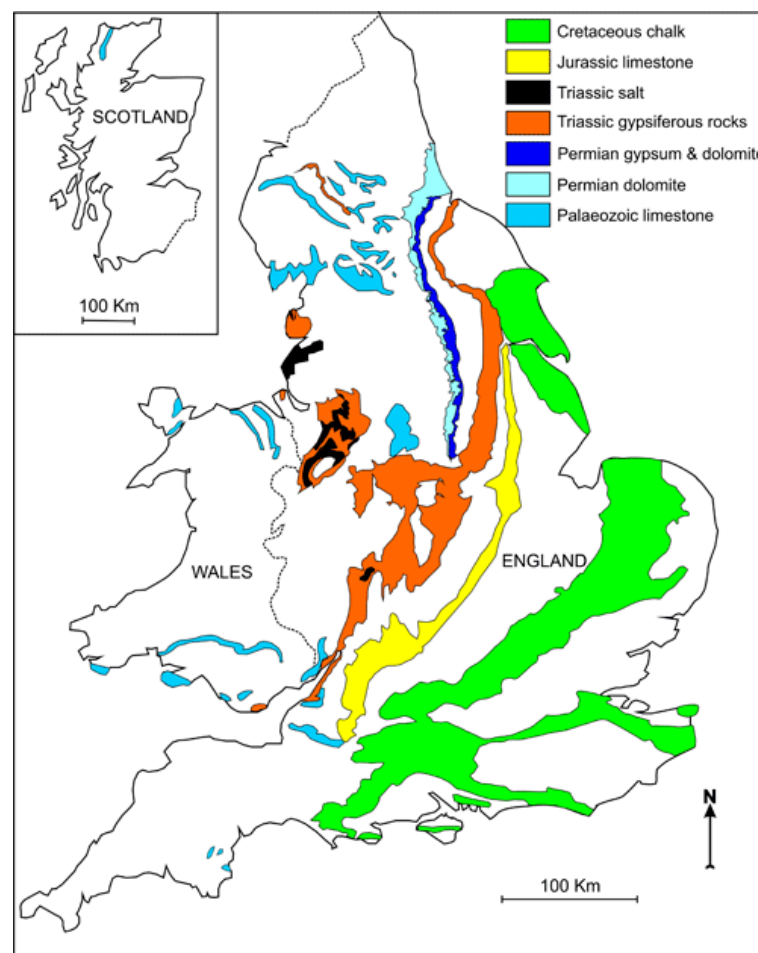 SCOTLAND
100 Km
Cretaceous chalk
Jurassic limestone
Triassic salt
Triassic gypsiferous rocks
Permian gypsum & dolomite
Permian dolomite
Palaeozoic limestone
WALES
ENGLAND
N
100 Km